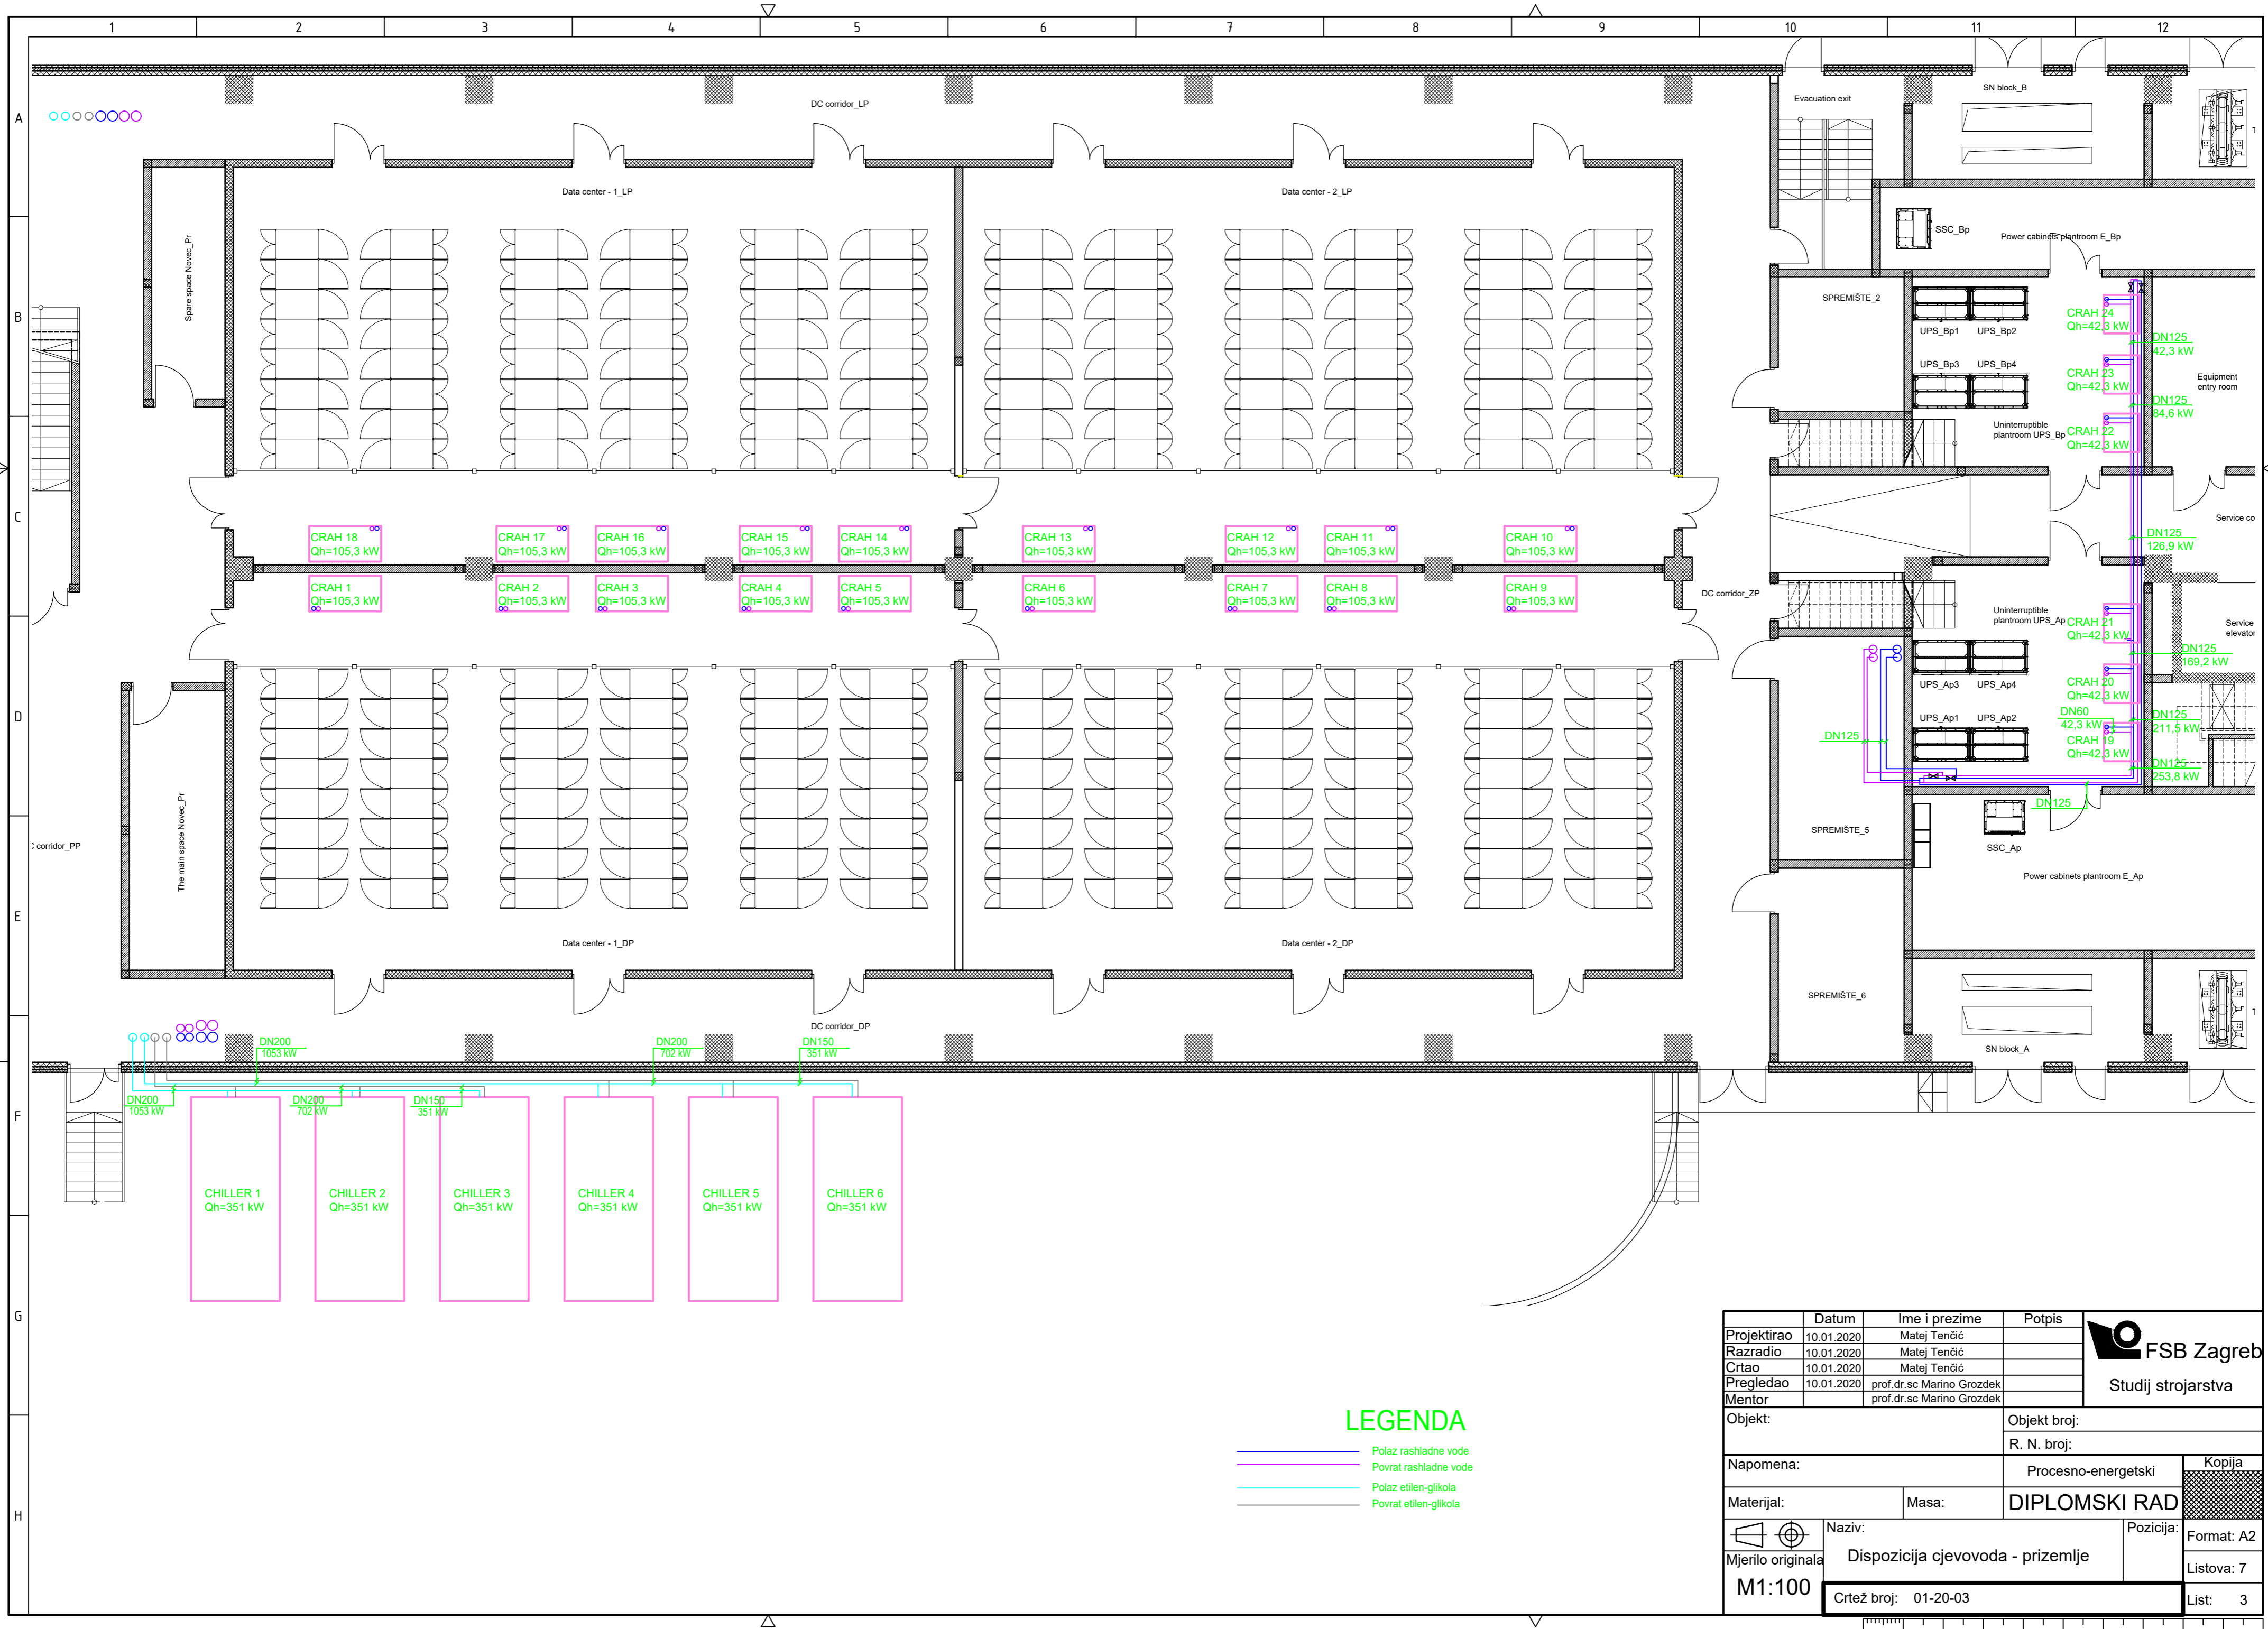 1 2 3 4 5 6 7 8 9 10 11 12
A
B
C
D
E
F
G
H
DC corridor_LP
Evacuation exit
SN block_B
Data center - 1_LP
Data center - 2_LP
Spare space Novec_Pr
SSC_Bp
Power cabinets plantroom E_Bp
SPREMIŠTE_2
UPS_Bp1 UPS_Bp2
CRAH 24
Qh=42,3 kW
DN125
42,3 kW
UPS_Bp3 UPS_Bp4
CRAH 23
Qh=42,3 kW
Equipment
entry room
DN125
84,6 kW
Uninterruptible
plantroom UPS_Bp
CRAH 22
Qh=42,3 kW
Service co
CRAH 18
Qh=105,3 kW
CRAH 17
Qh=105,3 kW
CRAH 16
Qh=105,3 kW
CRAH 15
Qh=105,3 kW
CRAH 14
Qh=105,3 kW
CRAH 13
Qh=105,3 kW
CRAH 12
Qh=105,3 kW
CRAH 11
Qh=105,3 kW
CRAH 10
Qh=105,3 kW
DN125
126,9 kW
CRAH 1
Qh=105,3 kW
CRAH 2
Qh=105,3 kW
CRAH 3
Qh=105,3 kW
CRAH 4
Qh=105,3 kW
CRAH 5
Qh=105,3 kW
CRAH 6
Qh=105,3 kW
CRAH 7
Qh=105,3 kW
CRAH 8
Qh=105,3 kW
CRAH 9
Qh=105,3 kW
DC corridor_ZP
Uninterruptible
plantroom UPS_Ap
CRAH 21
Qh=42,3 kW
Service
elevator
DN125
169,2 kW
UPS_Ap3 UPS_Ap4
CRAH 20
Qh=42,3 kW
UPS_Ap1 UPS_Ap2
DN60
42,3 kW
DN125
211,5 kW
DN125
CRAH 19
Qh=42,3 kW
DN125
253,8 kW
DN125
The main space Novec_Pr
corridor_PP
SPREMIŠTE_5
SSC_Ap
Power cabinets plantroom E_Ap
Data center - 1_DP
Data center - 2_DP
SPREMIŠTE_6
DC corridor_DP
SN block_A
DN200
1053 kW
DN200
702 kW
DN150
351 kW
DN200
1053 kW
DN200
702 kW
DN150
351 kW
CHILLER 1
Qh=351 kW
CHILLER 2
Qh=351 kW
CHILLER 3
Qh=351 kW
CHILLER 4
Qh=351 kW
CHILLER 5
Qh=351 kW
CHILLER 6
Qh=351 kW
LEGENDA
Polaz rashladne vode
Povrat rashladne vode
Polaz etilen-glikola
Povrat etilen-glikola
Datum Ime i prezime Potpis
Projektirao 10.01.2020 Matej Tenčić
Razradio 10.01.2020 Matej Tenčić
Crtao 10.01.2020 Matej Tenčić
Pregledao 10.01.2020 prof.dr.sc Marino Grozdek
Mentor prof.dr.sc Marino Grozdek
FSB Zagreb
Studij strojarstva
Objekt:
Objekt broj:
R. N. broj:
Napomena:
Procesno-energetski
Kopija
Materijal:
Masa:
DIPLOMSKI RAD
Naziv:
Dispozicija cjevovoda - prizemlje
Pozicija:
Format: A2
Mjerilo originala
M1:100
Listova: 7
Crtež broj: 01-20-03
List: 3